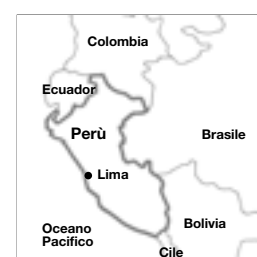 Colombia
Ecuador
Perù
Brasile
Lima
Bolivia
Oceano
Pacifico
Cile